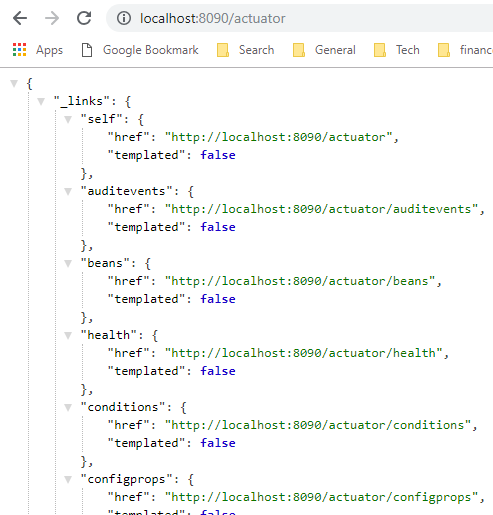 localhost:8090/actuator
Apps Google Bookmark Search General Tech financ
{
"_links": {
"self": {
"href": "http://localhost:8090/actuator",
"templated": false
},
"auditevents": {
"href": "http://localhost:8090/actuator/auditevents",
"templated": false
},
"beans": {
"href": "http://localhost:8090/actuator/beans",
"templated": false
},
"health": {
"href": "http://localhost:8090/actuator/health",
"templated": false
},
"conditions": {
"href": "http://localhost:8090/actuator/conditions",
"templated": false
},
"configprops": {
"href": "http://localhost:8090/actuator/configprops",
"templated": false